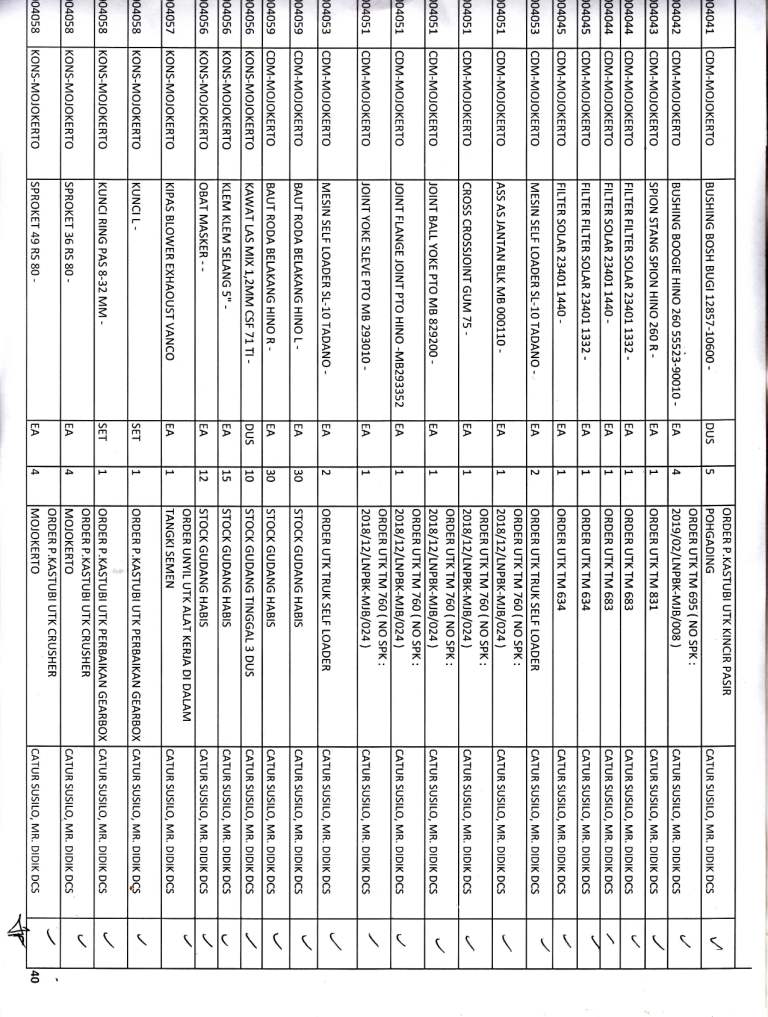 ORDER P.KASTUBI UTK KINCIR PASIR
04041 CDM-MOJOKERTO BUSHING BOSH BUGI 12857-10600 - DUS 5 POHGADING CATUR SUSILO, MR. DIDIK DCS
ORDER UTK TM 695 ( NO SPK :
04042 CDM-MOJOKERTO BUSHING BOOGIE HINO 260 55523-90010 - EA 4 2019/02/LNPBK-MJB/008 ) CATUR SUSILO, MR. DIDIK DCS
04043 CDM-MOJOKERTO SPION STANG SPION HINO 260 R - EA 1 ORDER UTK TM 831 CATUR SUSILO, MR. DIDIK DCS
04044 CDM-MOJOKERTO FILTER FILTER SOLAR 23401 1332 - EA 1 ORDER UTK TM 683 CATUR SUSILO, MR. DIDIK DCS
04044 CDM-MOJOKERTO FILTER SOLAR 23401 1440 - EA 1 ORDER UTK TM 683 CATUR SUSILO, MR. DIDIK DCS
04045 CDM-MOJOKERTO FILTER FILTER SOLAR 23401 1332 - EA 1 ORDER UTK TM 634 CATUR SUSILO, MR. DIDIK DCS
04045 CDM-MOJOKERTO FILTER SOLAR 23401 1440 - EA 1 ORDER UTK TM 634 CATUR SUSILO, MR. DIDIK DCS
04053 CDM-MOJOKERTO MESIN SELF LOADER SL-10 TADANO - EA 2 ORDER UTK TRUK SELF LOADER CATUR SUSILO, MR. DIDIK DCS
ORDER UTK TM 760 ( NO SPK :
04051 CDM-MOJOKERTO ASS AS JANTAN BLK MB 000110 - EA 1 2018/12/LNPBK-MJB/024 ) CATUR SUSILO, MR. DIDIK DCS
ORDER UTK TM 760 ( NO SPK :
04051 CDM-MOJOKERTO CROSS CROSSJOINT GUM 75 - EA 1 2018/12/LNPBK-MJB/024 ) CATUR SUSILO, MR. DIDIK DCS
ORDER UTK TM 760 ( NO SPK :
04051 CDM-MOJOKERTO JOINT BALL YOKE PTO MB 829200 - EA 1 2018/12/LNPBK-MJB/024 ) CATUR SUSILO, MR. DIDIK DCS
ORDER UTK TM 760 ( NO SPK :
04051 CDM-MOJOKERTO JOINT FLANGE JOINT PTO HINO -MB293352 EA 1 2018/12/LNPBK-MJB/024 ) CATUR SUSILO, MR. DIDIK DCS
ORDER UTK TM 760 ( NO SPK :
04051 CDM-MOJOKERTO JOINT YOKE SLEVE PTO MB 293010 - EA 1 2018/12/LNPBK-MJB/024 ) CATUR SUSILO, MR. DIDIK DCS
04053 CDM-MOJOKERTO MESIN SELF LOADER SL-10 TADANO - EA 2 ORDER UTK TRUK SELF LOADER CATUR SUSILO, MR. DIDIK DCS
04059 CDM-MOJOKERTO BAUT RODA BELAKANG HINO L - EA 30 STOCK GUDANG HABIS CATUR SUSILO, MR. DIDIK DCS
04059 CDM-MOJOKERTO BAUT RODA BELAKANG HINO R - EA 30 STOCK GUDANG HABIS CATUR SUSILO, MR. DIDIK DCS
04056 KONS-MOJOKERTO KAWAT LAS MIX 1,2MM CSF 71 TI - DUS 10 STOCK GUDANG TINGGAL 3 DUS CATUR SUSILO, MR. DIDIK DCS
04056 KONS-MOJOKERTO KLEM KLEM SELANG 5" - EA 15 STOCK GUDANG HABIS CATUR SUSILO, MR. DIDIK DCS
04056 KONS-MOJOKERTO OBAT MASKER - - EA 12 STOCK GUDANG HABIS CATUR SUSILO, MR. DIDIK DCS
ORDER UNYIL UTK ALAT KERJA DI DALAM
04057 KONS-MOJOKERTO KIPAS BLOWER EXHAOUST VANCO EA 1 TANGKI SEMEN CATUR SUSILO, MR. DIDIK DCS
04058 KONS-MOJOKERTO KUNCI L - SET 1 ORDER P.KASTUBI UTK PERBAIKAN GEARBOX CATUR SUSILO, MR. DIDIK DCS
04058 KONS-MOJOKERTO KUNCI RING PAS 8-32 MM - SET 1 ORDER P.KASTUBI UTK PERBAIKAN GEARBOX CATUR SUSILO, MR. DIDIK DCS
ORDER P.KASTUBI UTK CRUSHER
04058 KONS-MOJOKERTO SPROKET 36 RS 80 - EA 4 MOJOKERTO CATUR SUSILO, MR. DIDIK DCS
ORDER P.KASTUBI UTK CRUSHER
04058 KONS-MOJOKERTO SPROKET 49 RS 80 - EA 4 MOJOKERTO CATUR SUSILO, MR. DIDIK DCS
40